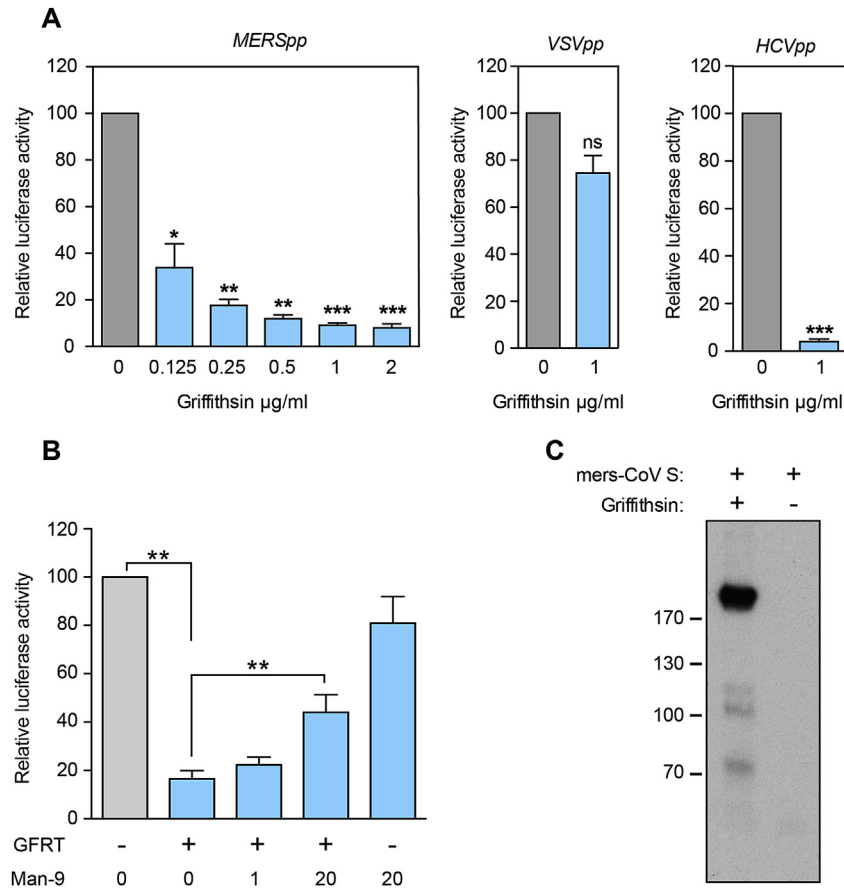 A
MERSpp
VSVpp
HCVpp
Relative luciferase activity
120
100
80
60
40
20
0
*
**
**
***
***
0 0.125 0.25 0.5 1 2
Griffithsin µg/ml
Relative luciferase activity
120
100
80
60
40
20
0
ns
0 1
Griffithsin µg/ml
Relative luciferase activity
120
100
80
60
40
20
0
***
0 1
Griffithsin µg/ml
B
Relative luciferase activity
120
100
80
60
40
20
0
**
**
GFRT - + + + -
Man-9 0 0 1 20 20
C
mers-CoV S: + +
Griffithsin: + -
170
130
100
70